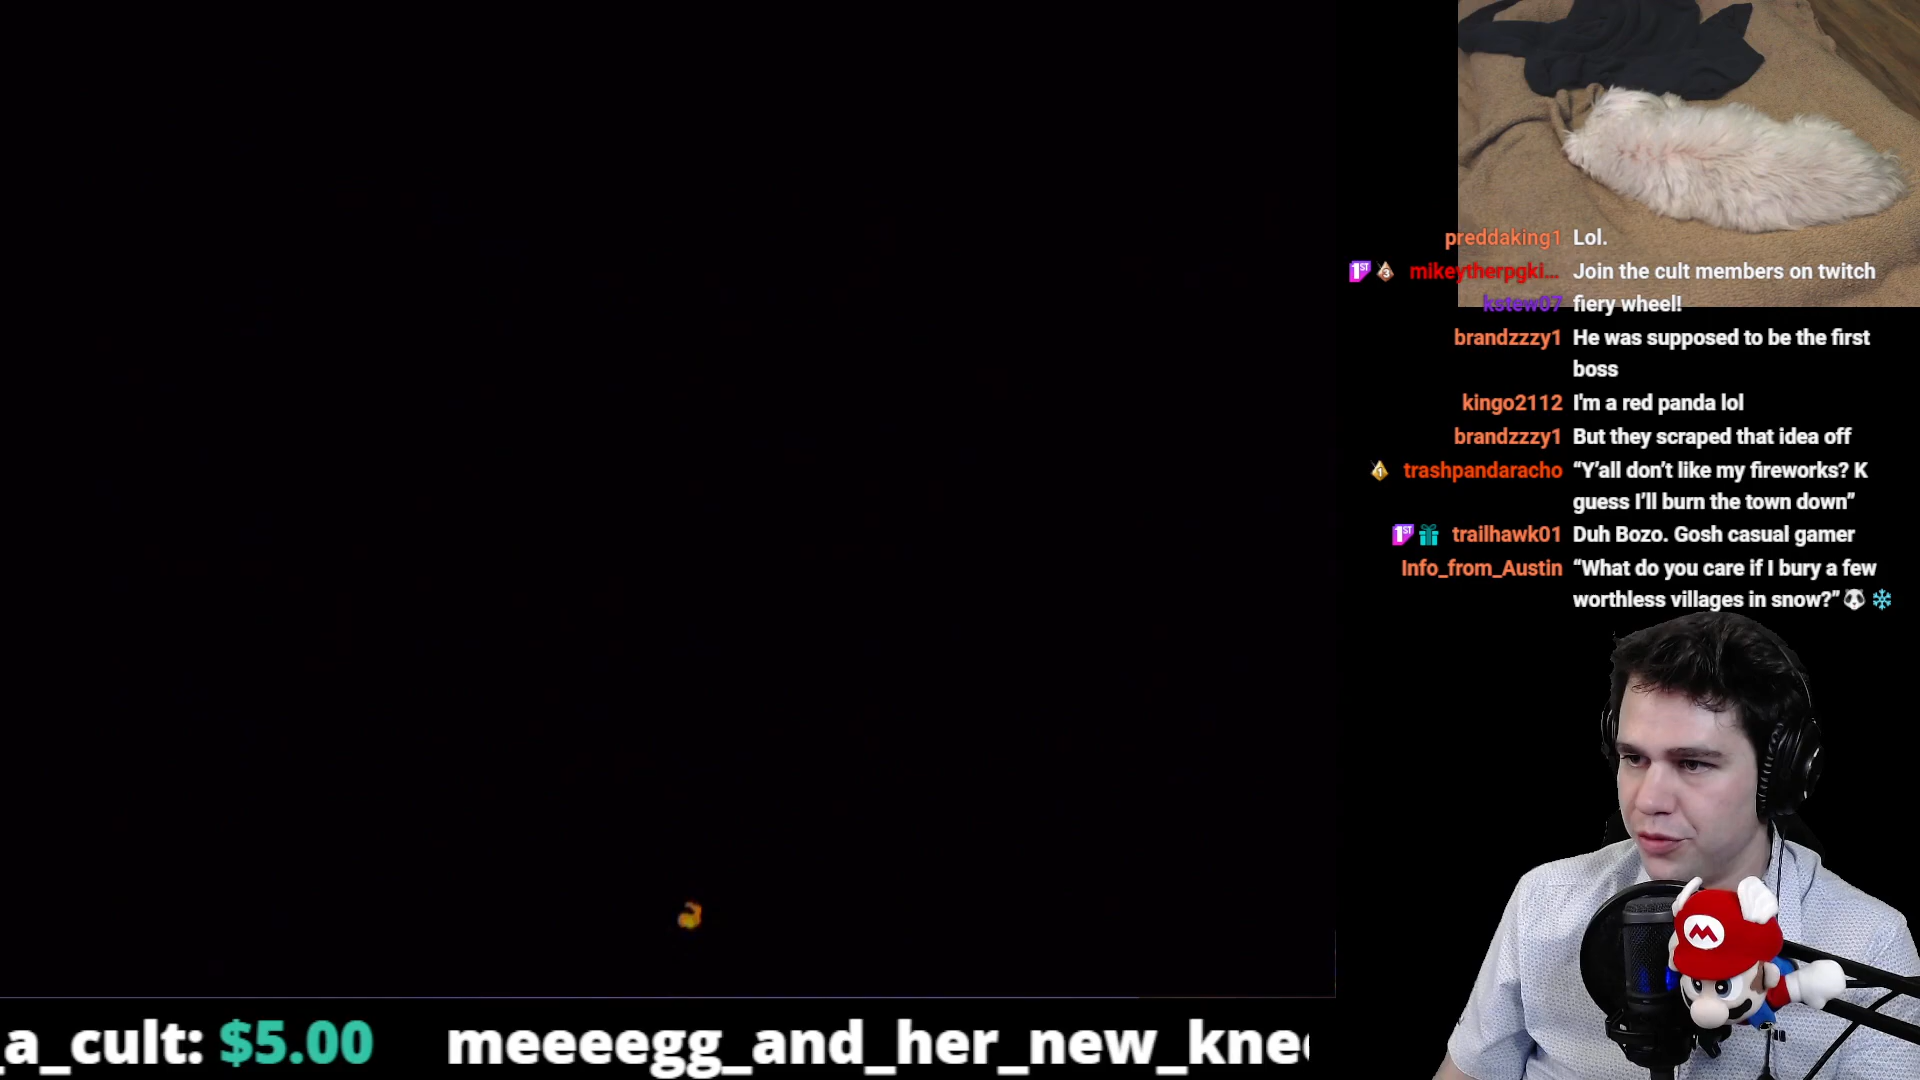 preddaking1 Lol.
mikeytherpgki... Join the cult members on twitch
kstew07 fiery wheel!
brandzzzy1 He was supposed to be the first
boss
kingo2112 I'm a red panda lol
brandzzzy1 But they scraped that idea off
trashpandaracho “Y’all don’t like my fireworks? K
guess I’ll burn the town down”
trailhawk01 Duh Bozo. Gosh casual gamer
Info_from_Austin “What do you care if I bury a few
worthless villages in snow?”
M
_a_cult: $5.00 meeeegg_and_her_new_kne